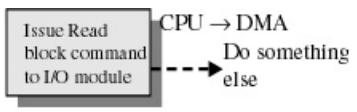 Issue Read
block command
to I/O module
CPU → DMA
Do something
else